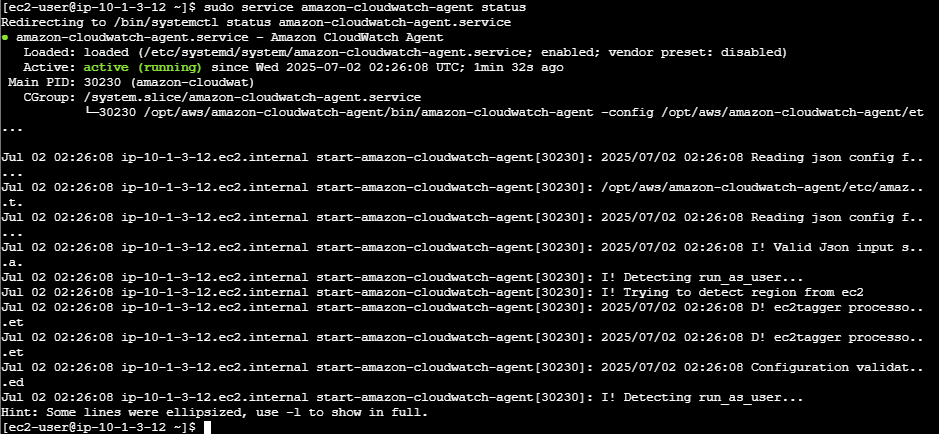 [ec2-user@ip-10-1-3-12 ~]$ sudo service amazon-cloudwatch-agent status
Redirecting to /bin/systemctl status amazon-cloudwatch-agent.service
● amazon-cloudwatch-agent.service - Amazon CloudWatch Agent
   Loaded: loaded (/etc/systemd/system/amazon-cloudwatch-agent.service; enabled; vendor preset: disabled)
   Active: active (running) since Wed 2025-07-02 02:26:08 UTC; 1min 32s ago
 Main PID: 30230 (amazon-cloudwat)
   CGroup: /system.slice/amazon-cloudwatch-agent.service
           └─30230 /opt/aws/amazon-cloudwatch-agent/bin/amazon-cloudwatch-agent -config /opt/aws/amazon-cloudwatch-agent/et
...
Jul 02 02:26:08 ip-10-1-3-12.ec2.internal start-amazon-cloudwatch-agent[30230]: 2025/07/02 02:26:08 Reading json config f..
...
Jul 02 02:26:08 ip-10-1-3-12.ec2.internal start-amazon-cloudwatch-agent[30230]: /opt/aws/amazon-cloudwatch-agent/etc/amaz..
.t.
Jul 02 02:26:08 ip-10-1-3-12.ec2.internal start-amazon-cloudwatch-agent[30230]: 2025/07/02 02:26:08 Reading json config f..
...
Jul 02 02:26:08 ip-10-1-3-12.ec2.internal start-amazon-cloudwatch-agent[30230]: 2025/07/02 02:26:08 I! Valid Json input s..
.a.
Jul 02 02:26:08 ip-10-1-3-12.ec2.internal start-amazon-cloudwatch-agent[30230]: I! Detecting run_as_user...
Jul 02 02:26:08 ip-10-1-3-12.ec2.internal start-amazon-cloudwatch-agent[30230]: I! Trying to detect region from ec2
Jul 02 02:26:08 ip-10-1-3-12.ec2.internal start-amazon-cloudwatch-agent[30230]: 2025/07/02 02:26:08 D! ec2tagger processo..
.et
Jul 02 02:26:08 ip-10-1-3-12.ec2.internal start-amazon-cloudwatch-agent[30230]: 2025/07/02 02:26:08 D! ec2tagger processo..
.et
Jul 02 02:26:08 ip-10-1-3-12.ec2.internal start-amazon-cloudwatch-agent[30230]: 2025/07/02 02:26:08 Configuration validat..
.ed
Jul 02 02:26:08 ip-10-1-3-12.ec2.internal start-amazon-cloudwatch-agent[30230]: I! Detecting run_as_user...
Hint: Some lines were ellipsized, use -l to show in full.
[ec2-user@ip-10-1-3-12 ~]$